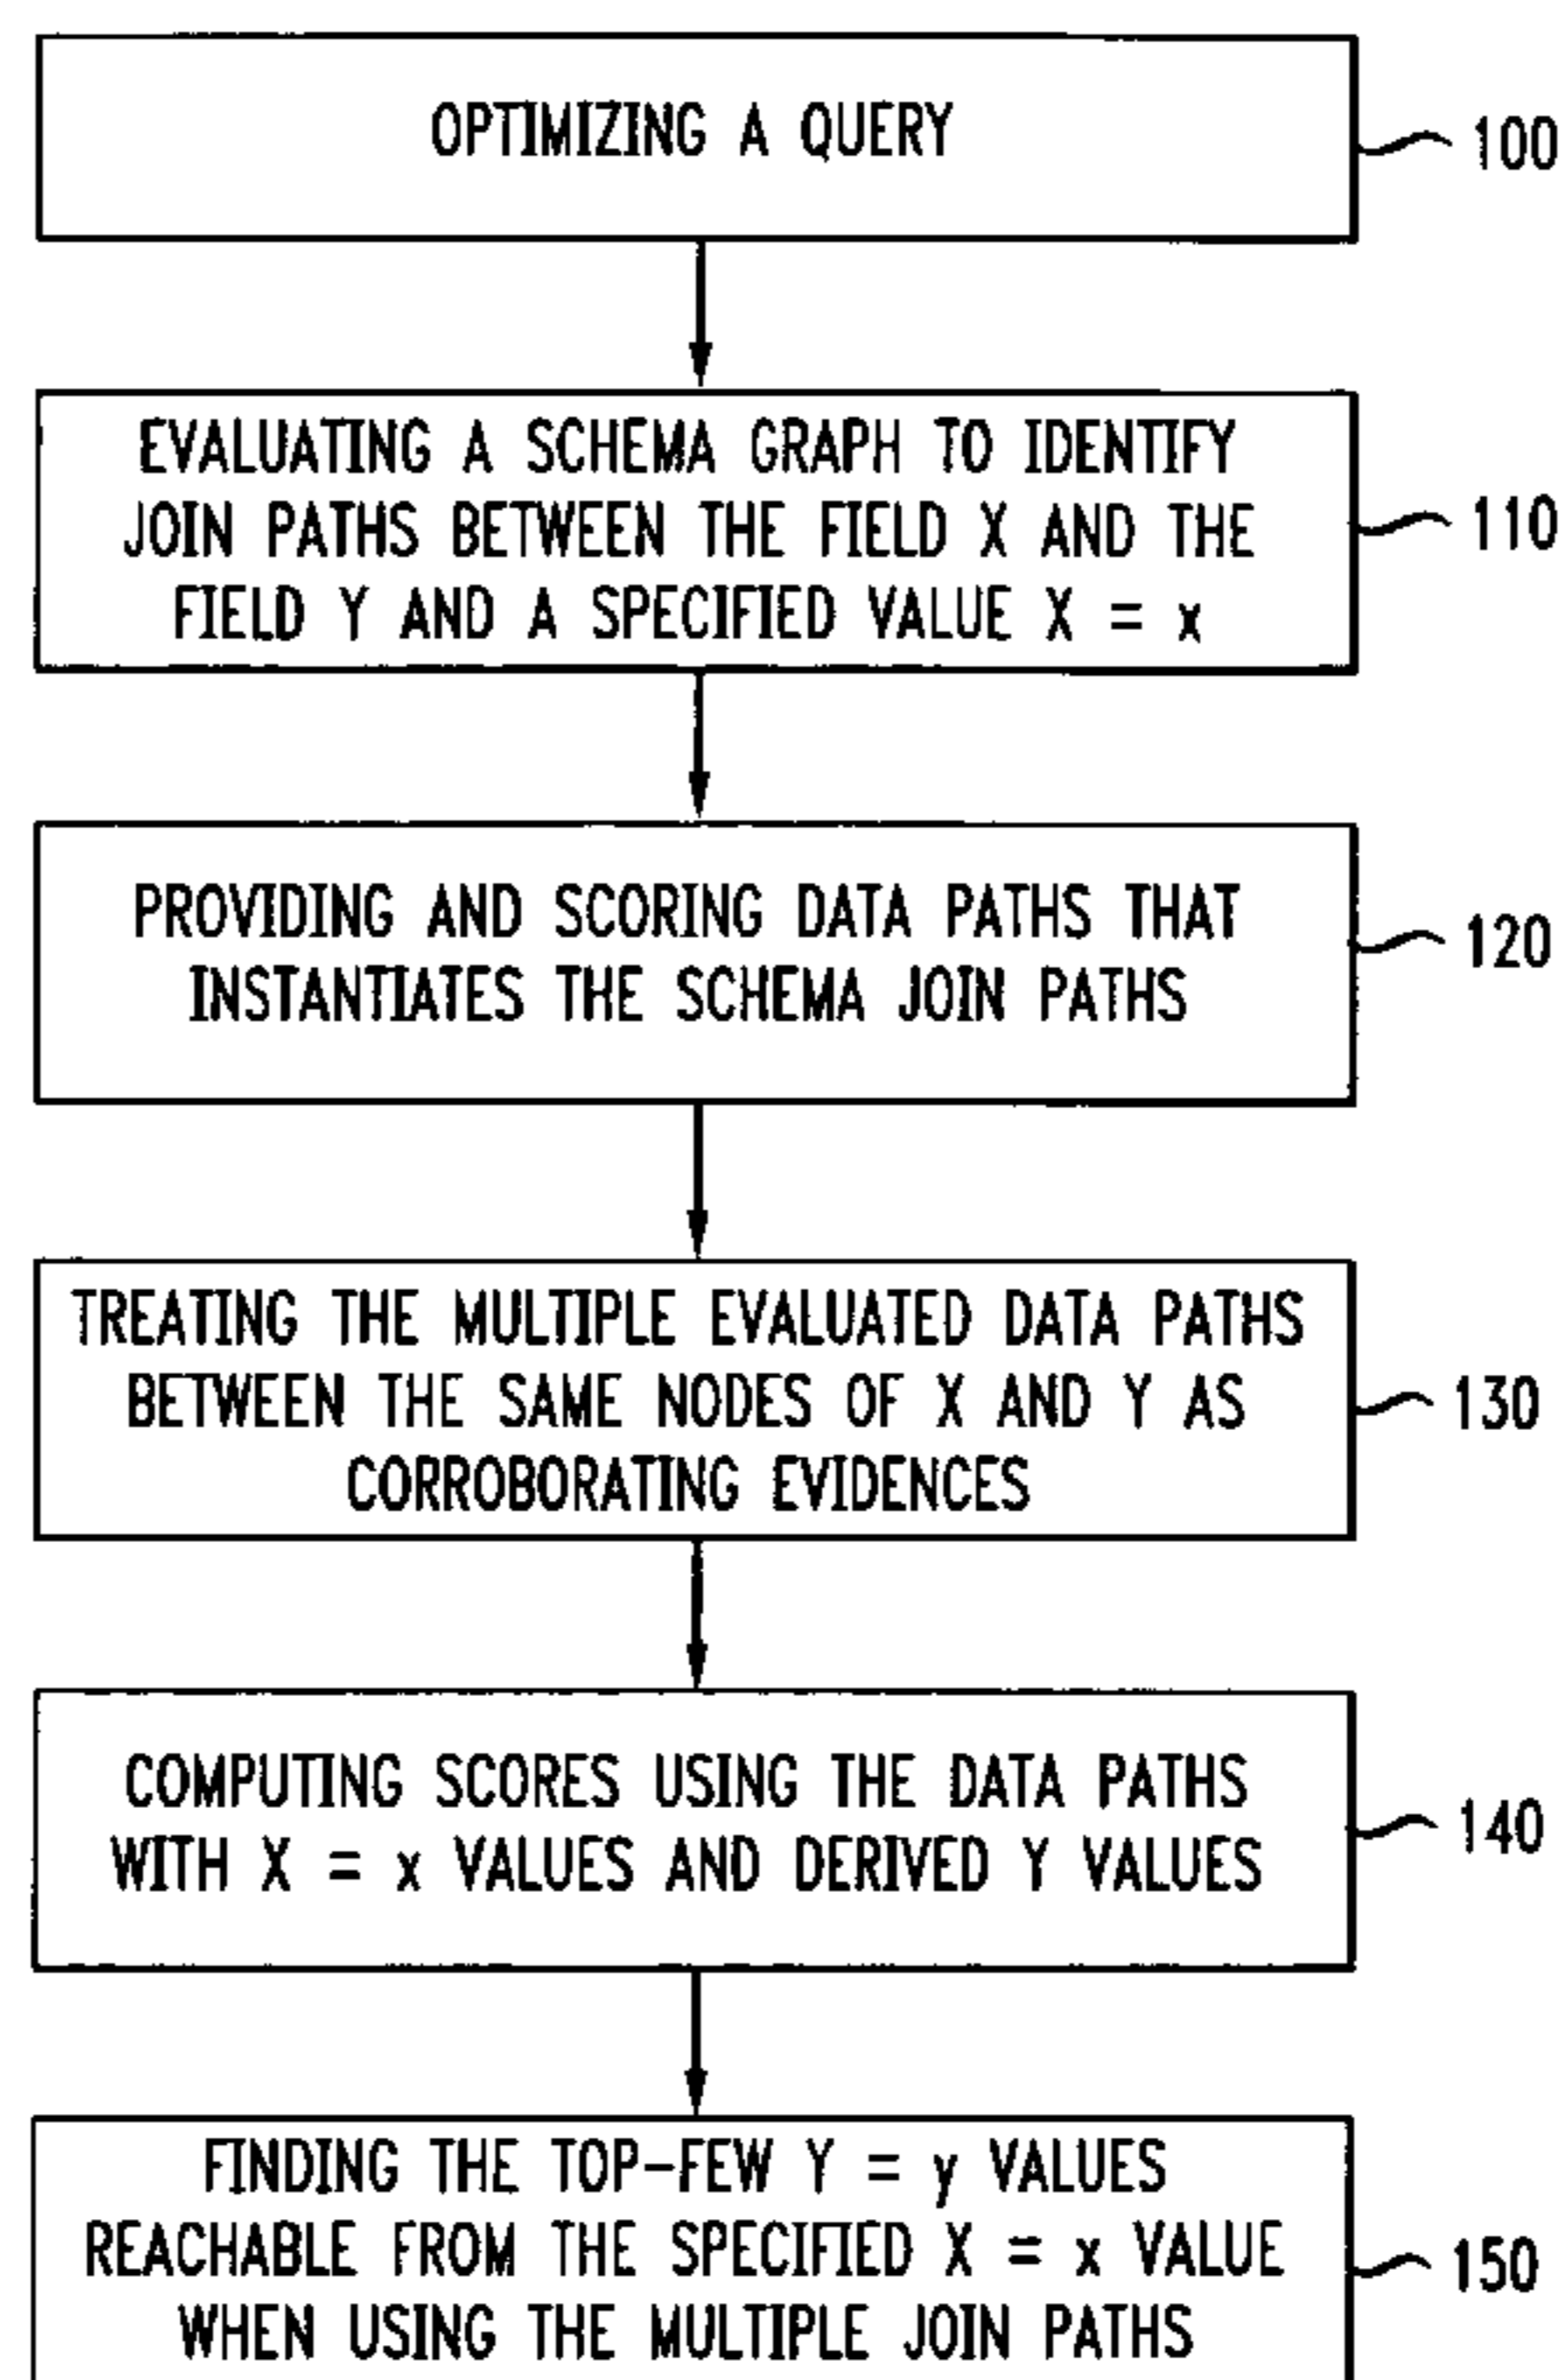 OPTIMIZING A QUERY
100
EVALUATING A SCHEMA GRAPH TO IDENTIFY
JOIN PATHS BETWEEN THE FIELD X AND THE
FIELD Y AND A SPECIFIED VALUE X = x
110
PROVIDING AND SCORING DATA PATHS THAT
INSTANTIATES THE SCHEMA JOIN PATHS
120
TREATING THE MULTIPLE EVALUATED DATA PATHS
BETWEEN THE SAME NODES OF X AND Y AS
CORROBORATING EVIDENCES
130
COMPUTING SCORES USING THE DATA PATHS
WITH X = x VALUES AND DERIVED Y VALUES
140
FINDING THE TOP-FEW Y = y VALUES
REACHABLE FROM THE SPECIFIED X = x VALUE
WHEN USING THE MULTIPLE JOIN PATHS
150